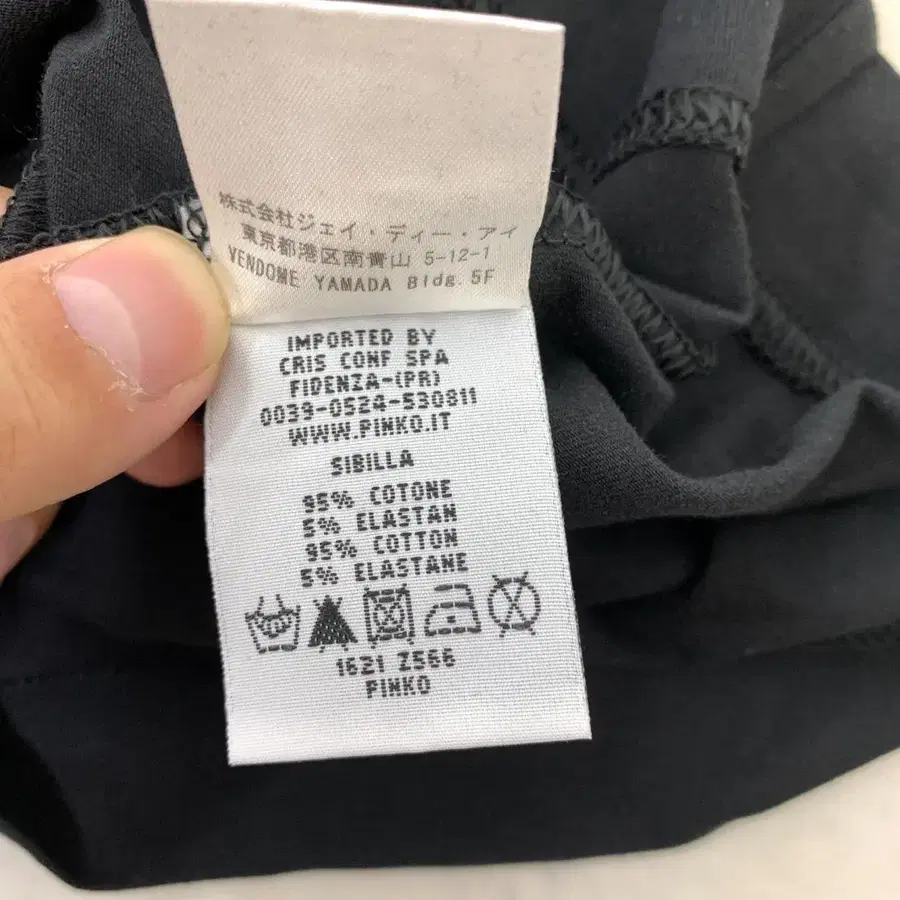 株式会社ジェイ・ディー・アイ
東京都港区南青山 5-12-1
VENDOME YAMADA Bldg. 5F
IMPORTED BY
CRIS CONF SPA
FIDENZA-(PR)
0039-0524-530811
WWW.PINKO.IT
SIBILLA
95% COTONE
5% ELASTAN
95% COTTON
5% ELASTANE
1621 Z566
PINKO